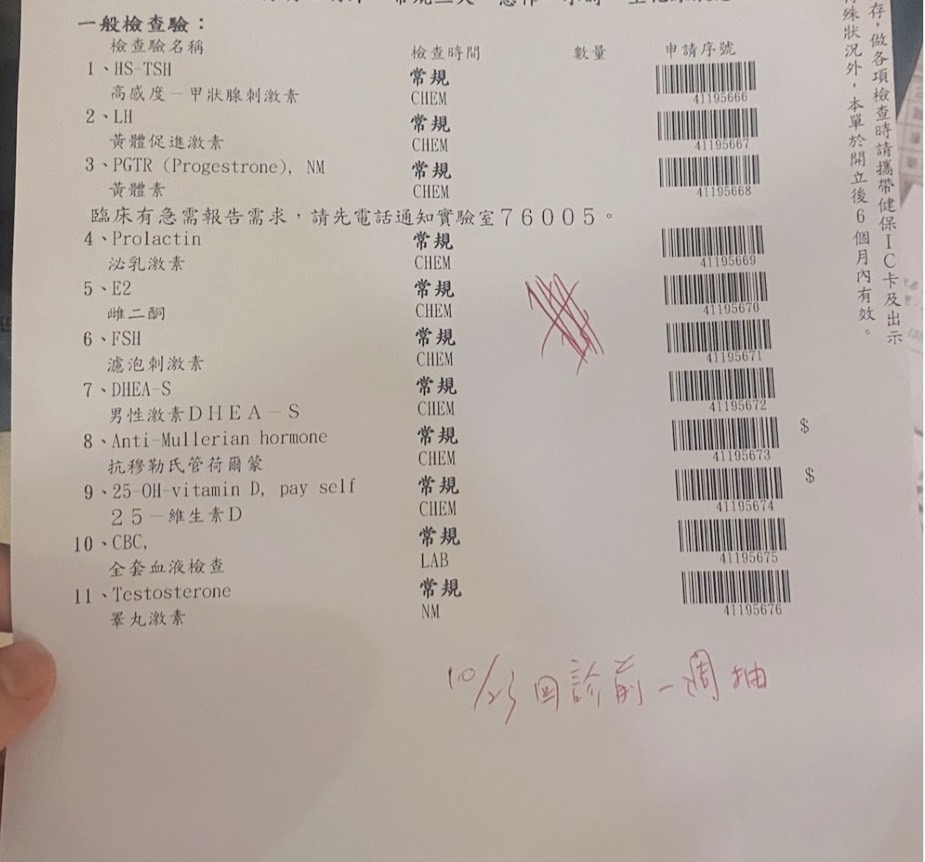 一般檢查驗：
檢查驗名稱 檢查時間 數量 申請序號
1、HS-TSH 常規
高感度－甲狀腺刺激素 CHEM 41195666
2、LH 常規
黃體促進激素 CHEM 41195667
3、PGTR (Progestrone), NM 常規
黃體素 CHEM 41195668
臨床有急需報告需求，請先電話通知實驗室76005。
4、Prolactin 常規
泌乳激素 CHEM 41195669
5、E2 常規
雌二酮 CHEM 41195670
6、FSH 常規
濾泡刺激素 CHEM 41195671
7、DHEA-S 常規
男性激素DHEA－S CHEM 41195672
8、Anti-Mullerian hormone 常規 $
抗穆勒氏管荷爾蒙 CHEM 41195673
9、25-OH-vitamin D, pay self 常規 $
25－維生素D CHEM 41195674
10、CBC, 常規
全套血液檢查 LAB 41195675
11、Testosterone 常規
睪丸激素 NM 41195676
10/23 回診前一週抽
存，做各項檢查時請攜帶健保IC卡及出示
殊狀況外，本單於開立後6個月內有效。